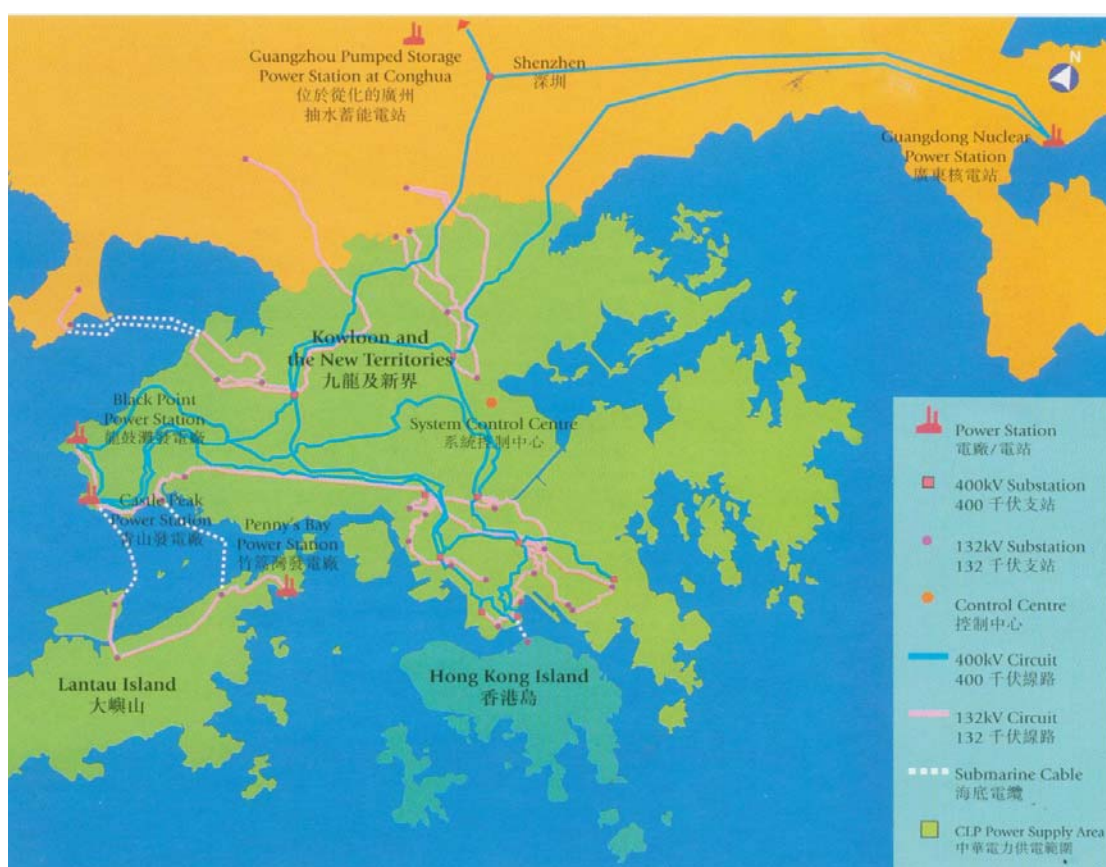 Guangzhou Pumped Storage
Power Station at Conghua
位於從化的廣州
抽水蓄能電站
Shenzhen
深圳
N
Guangdong Nuclear
Power Station
廣東核電站
Kowloon and
the New Territories
九龍及新界
Black Point
Power Station
龍鼓灘發電廠
System Control Centre
系統控制中心
Castle Peak
Power Station
青山發電廠
Penny's Bay
Power Station
竹篙灣發電廠
Lantau Island
大嶼山
Hong Kong Island
香港島
Power Station
電廠/電站
400kV Substation
400 千伏支站
132kV Substation
132 千伏支站
Control Centre
控制中心
400kV Circuit
400 千伏線路
132kV Circuit
132 千伏線路
Submarine Cable
海底電纜
CLP Power Supply Area
中華電力供電範圍